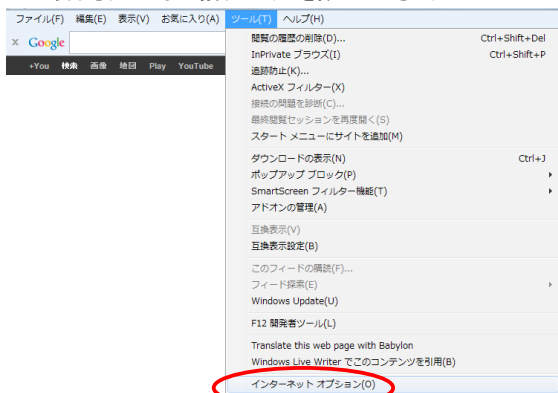 ファイル(F) 編集(E) 表示(V) お気に入り(A) ツール(T) ヘルプ(H)
x Google
+You 検索 画像 地図 Play YouTube
閲覧の履歴の削除(D)... Ctrl+Shift+Del
InPrivate ブラウズ(I) Ctrl+Shift+P
追跡防止(K)...
ActiveX フィルター(X)
接続の問題を診断(C)...
最終閲覧セッションを再度開く(S)
スタート メニューにサイトを追加(M)
ダウンロードの表示(N) Ctrl+J
ポップアップ ブロック(P)
SmartScreen フィルター機能(T)
アドオンの管理(A)
互換表示(V)
互換表示設定(B)
このフィードの購読(F)...
フィード探索(E)
Windows Update(U)
F12 開発者ツール(L)
Translate this web page with Babylon
Windows Live Writer でこのコンテンツを引用(B)
インターネット オプション(O)